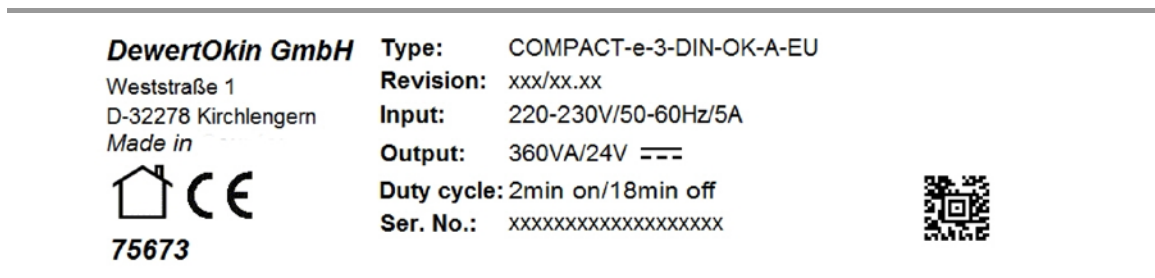 DewertOkin GmbH
Weststraße 1
D-32278 Kirchlengern
Made in
75673
Type: COMPACT-e-3-DIN-OK-A-EU
Revision: xxx/xx.xx
Input: 220-230V/50-60Hz/5A
Output: 360VA/24V
Duty cycle: 2min on/18min off
Ser. No.: xxxxxxxxxxxxxxxxxxx